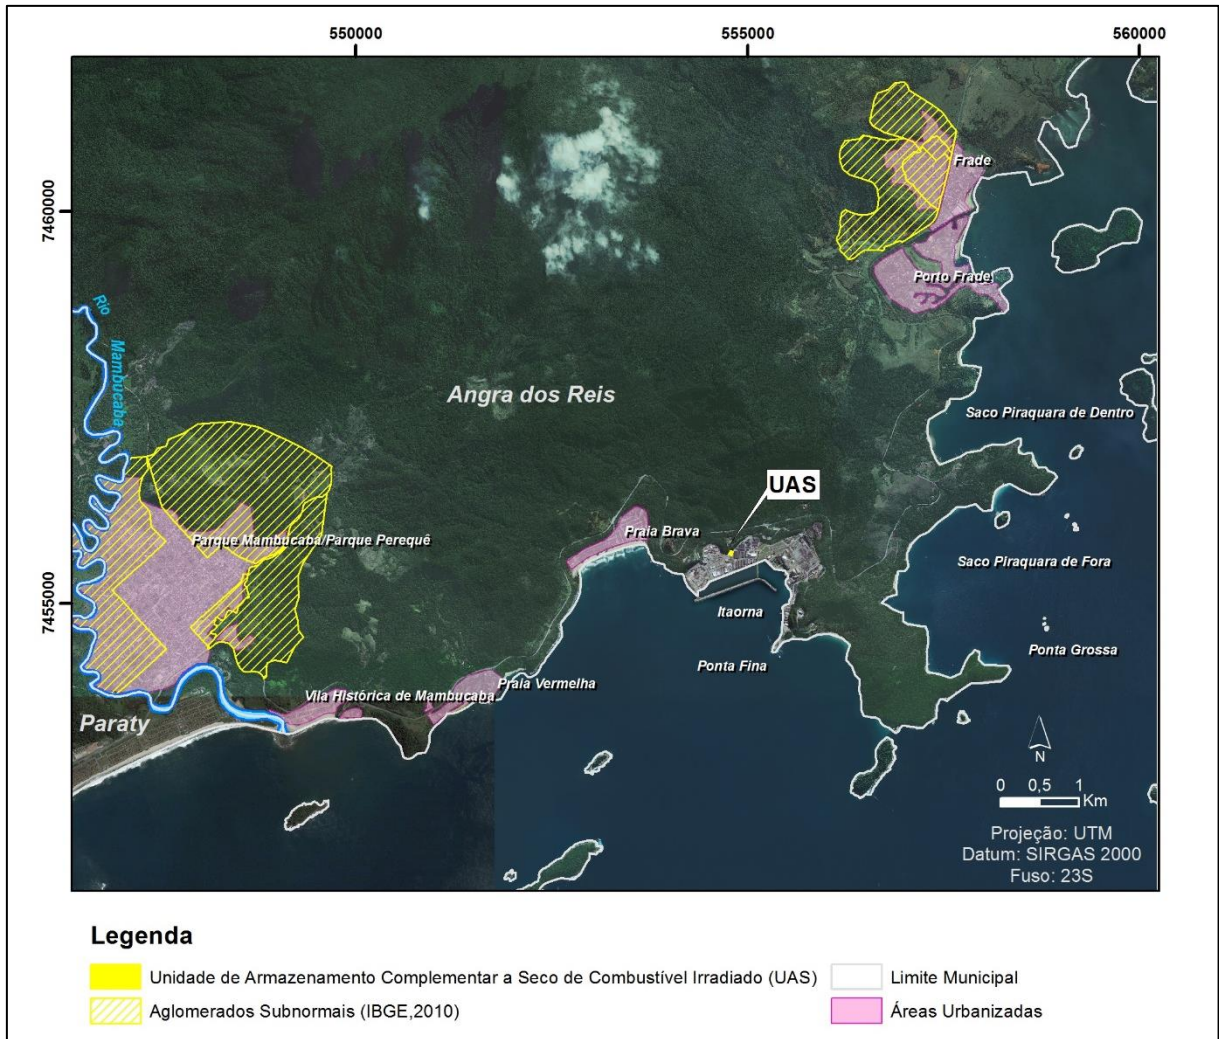 550000
555000
560000
7460000
7455000
Frade
Porto Frade
Rio
Mambucaba
Angra dos Reis
Saco Piraquara de Dentro
UAS
Praia Brava
Parque Mambucaba/Parque Perequê
Saco Piraquara de Fora
Itaorna
Ponta Grossa
Ponta Fina
Praia Vermelha
Vila Histórica de Mambucaba
Paraty
N
0 0,5 1
Km
Projeção: UTM
Datum: SIRGAS 2000
Fuso: 23S
Legenda
Unidade de Armazenamento Complementar a Seco de Combustível Irradiado (UAS)
Limite Municipal
Aglomerados Subnormais (IBGE,2010)
Áreas Urbanizadas